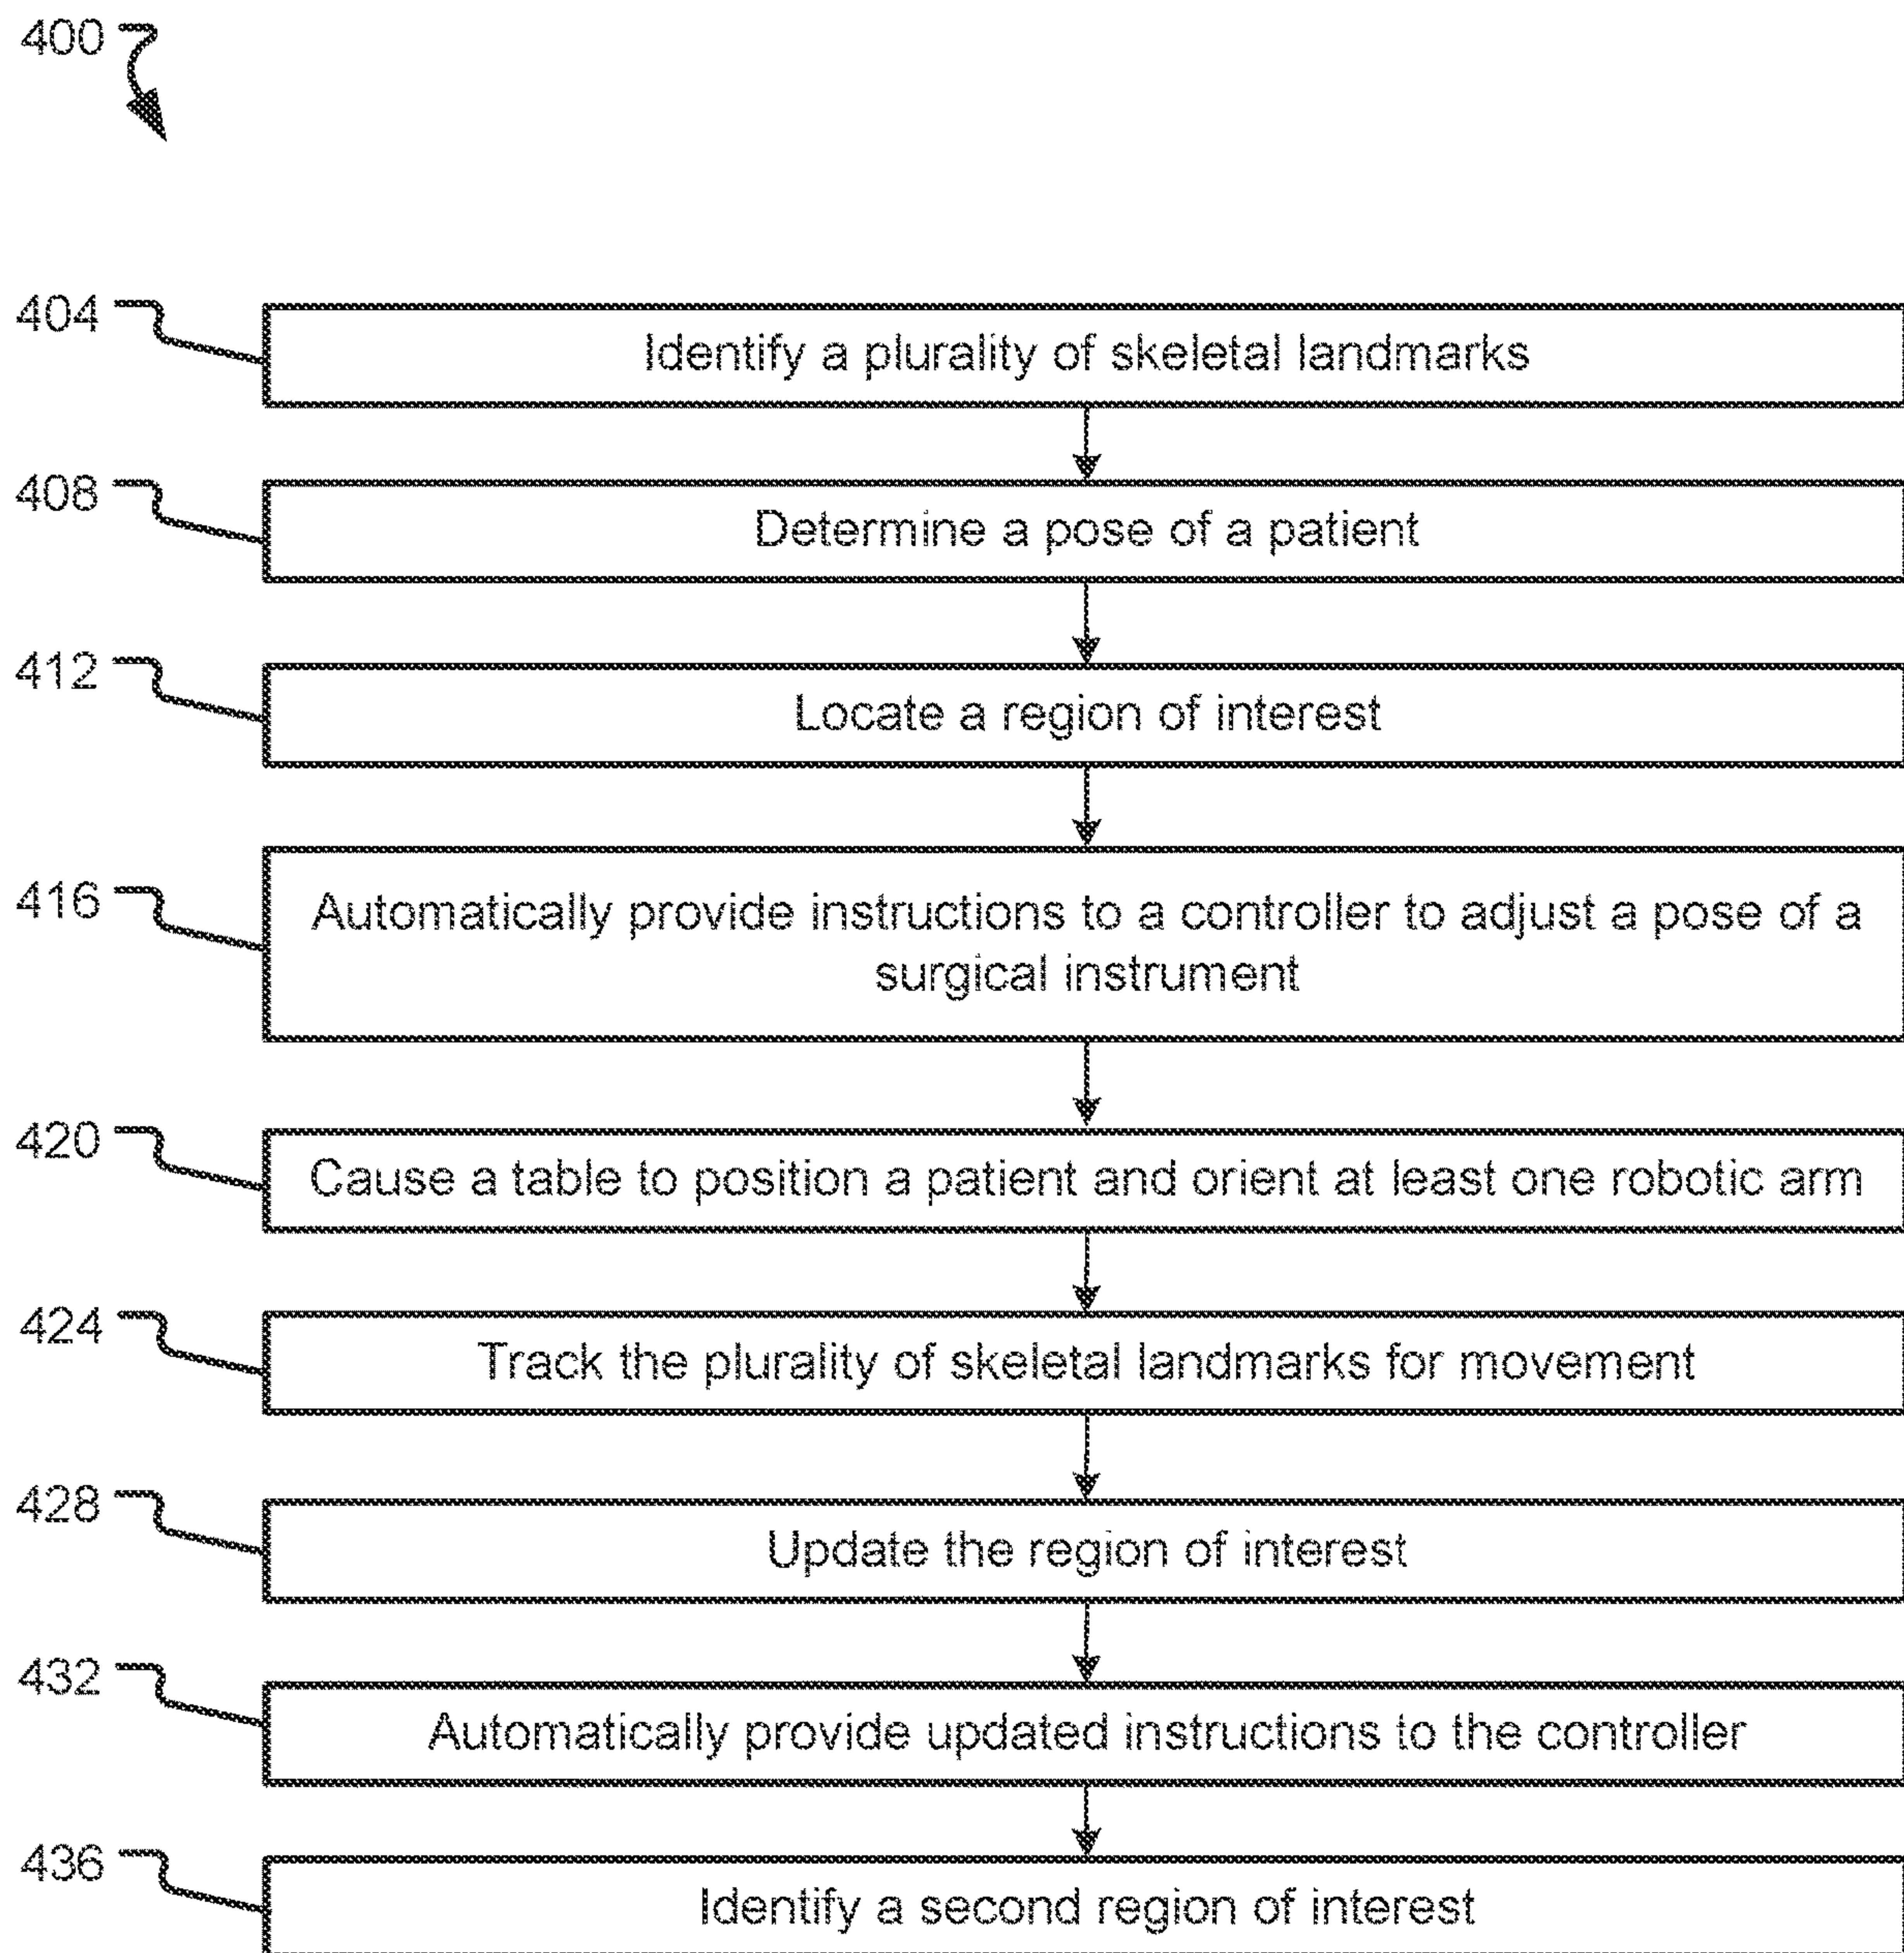 400
404
Identify a plurality of skeletal landmarks
408
Determine a pose of a patient
412
Locate a region of interest
416
Automatically provide instructions to a controller to adjust a pose of a
surgical instrument
420
Cause a table to position a patient and orient at least one robotic arm
424
Track the plurality of skeletal landmarks for movement
428
Update the region of interest
432
Automatically provide updated instructions to the controller
436
Identify a second region of interest